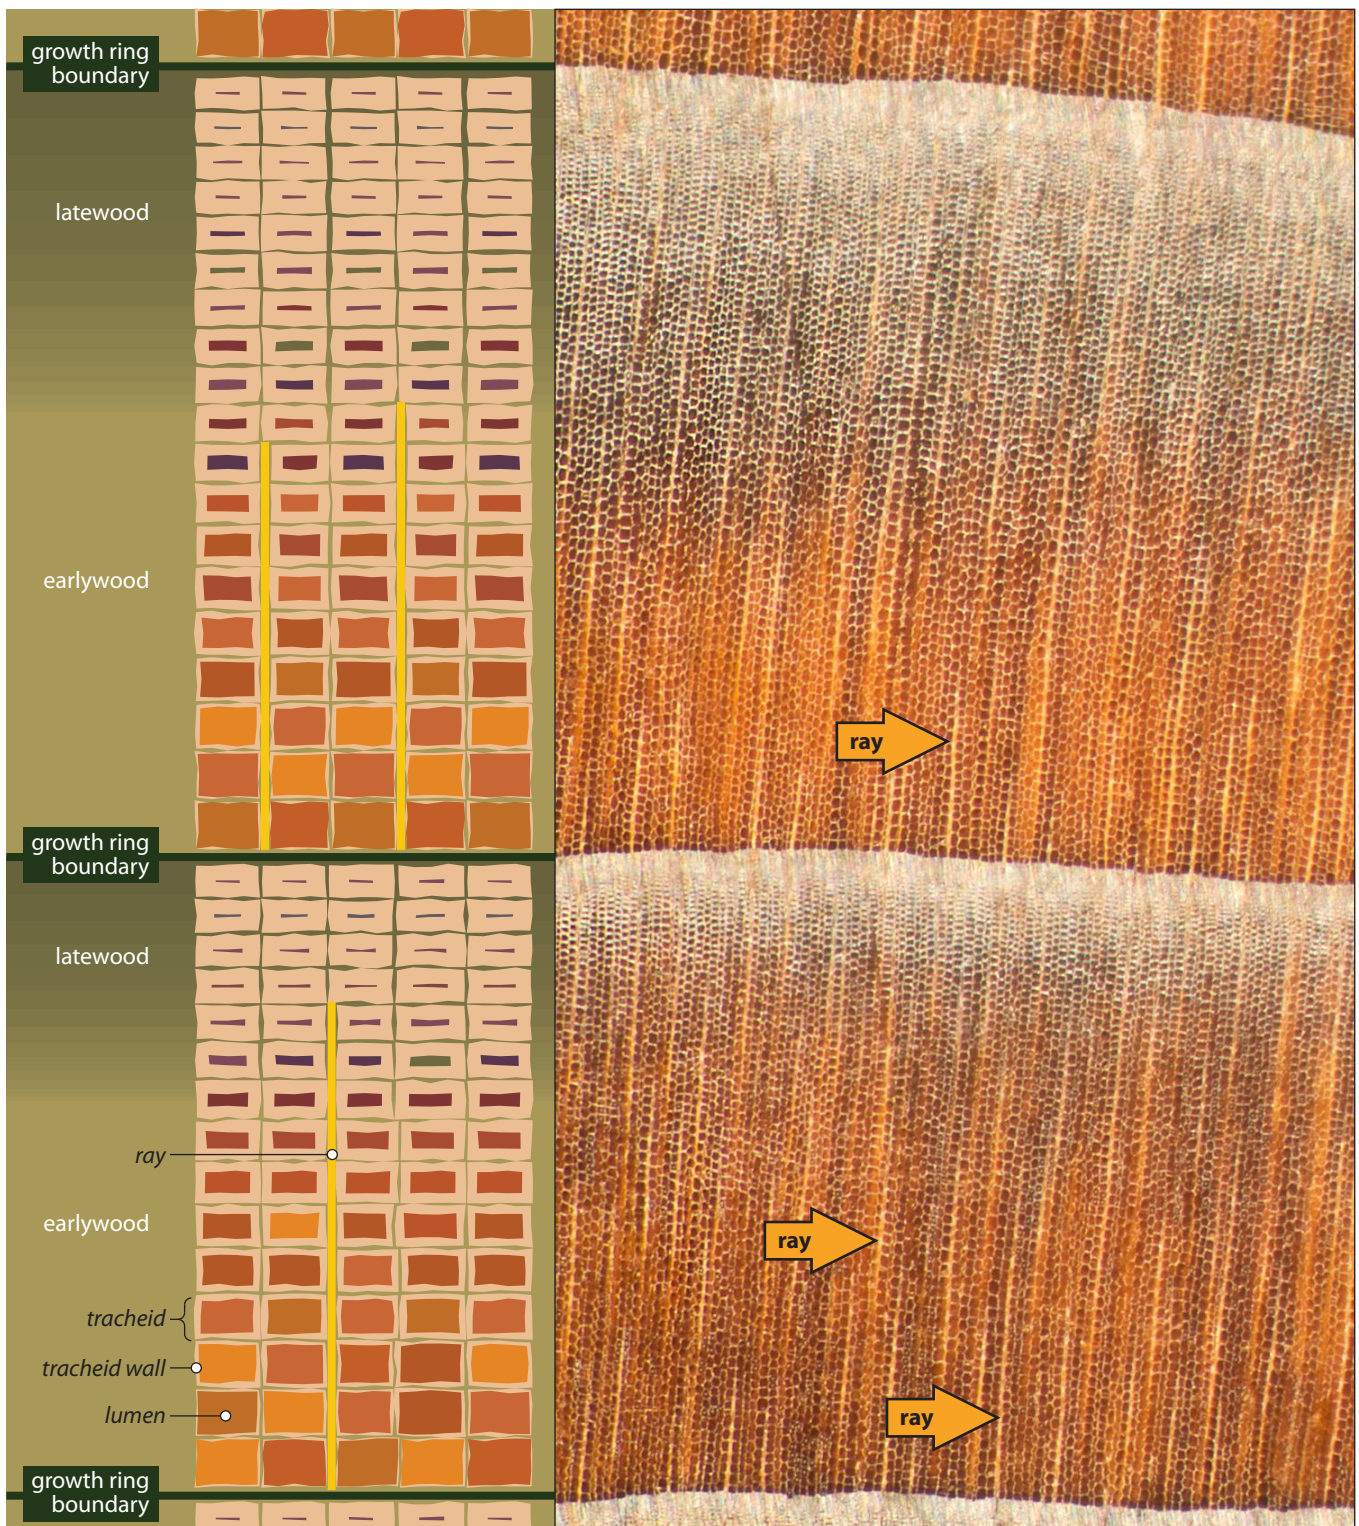 growth ring
boundary
latewood
earlywood
ray
growth ring
boundary
latewood
ray
earlywood
ray
tracheid
tracheid wall
lumen
ray
growth ring
boundary